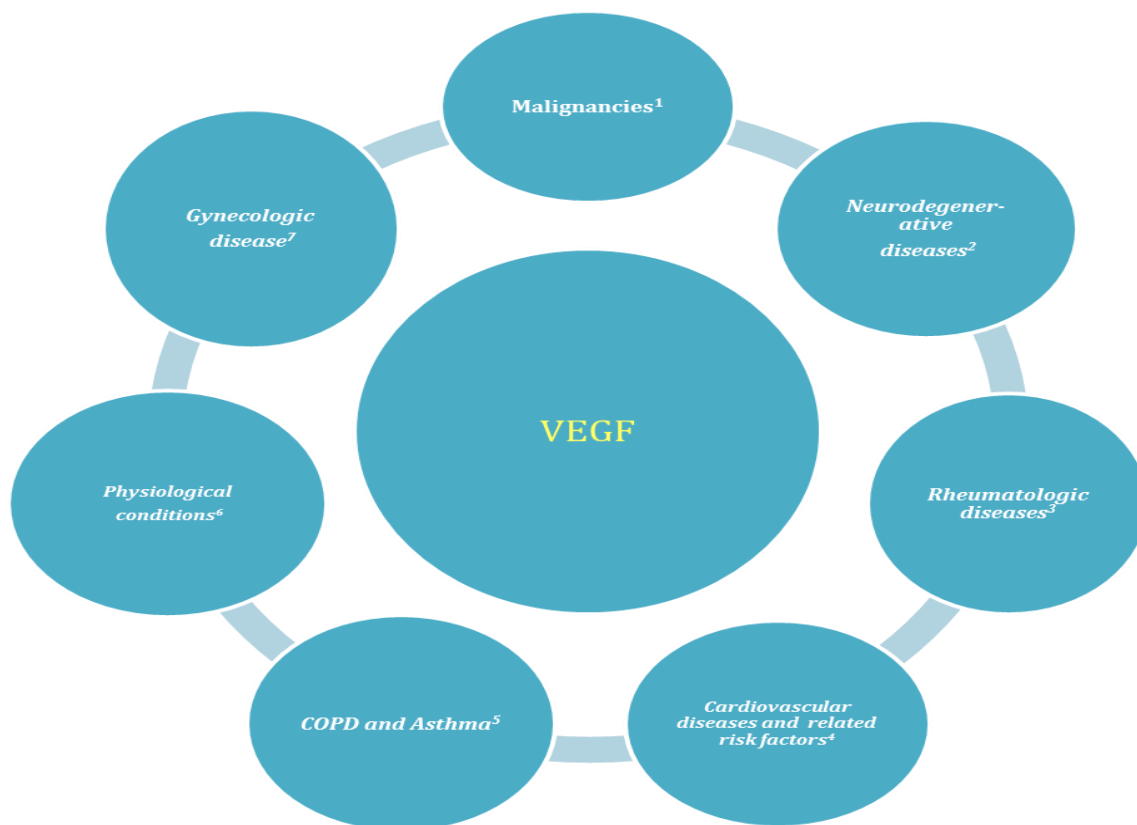 Malignancies¹
Neurodegener-
ative
diseases²
Rheumatologic
diseases³
Cardiovascular
diseases and related
risk factors⁴
COPD and Asthma⁵
Physiological
conditions⁶
Gynecologic
disease⁷
VEGF